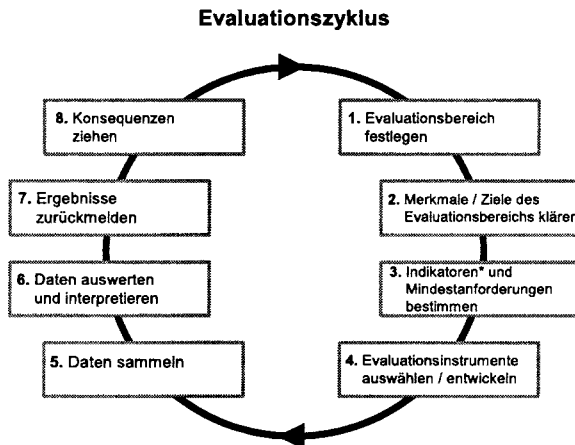 Evaluationszyklus
1. Evaluationsbereich
festlegen
2. Merkmale / Ziele des
Evaluationsbereichs klären
3. Indikatoren* und
Mindestanforderungen
bestimmen
4. Evaluationsinstrumente
auswählen / entwickeln
5. Daten sammeln
6. Daten auswerten
und interpretieren
7. Ergebnisse
zurückmelden
8. Konsequenzen
ziehen